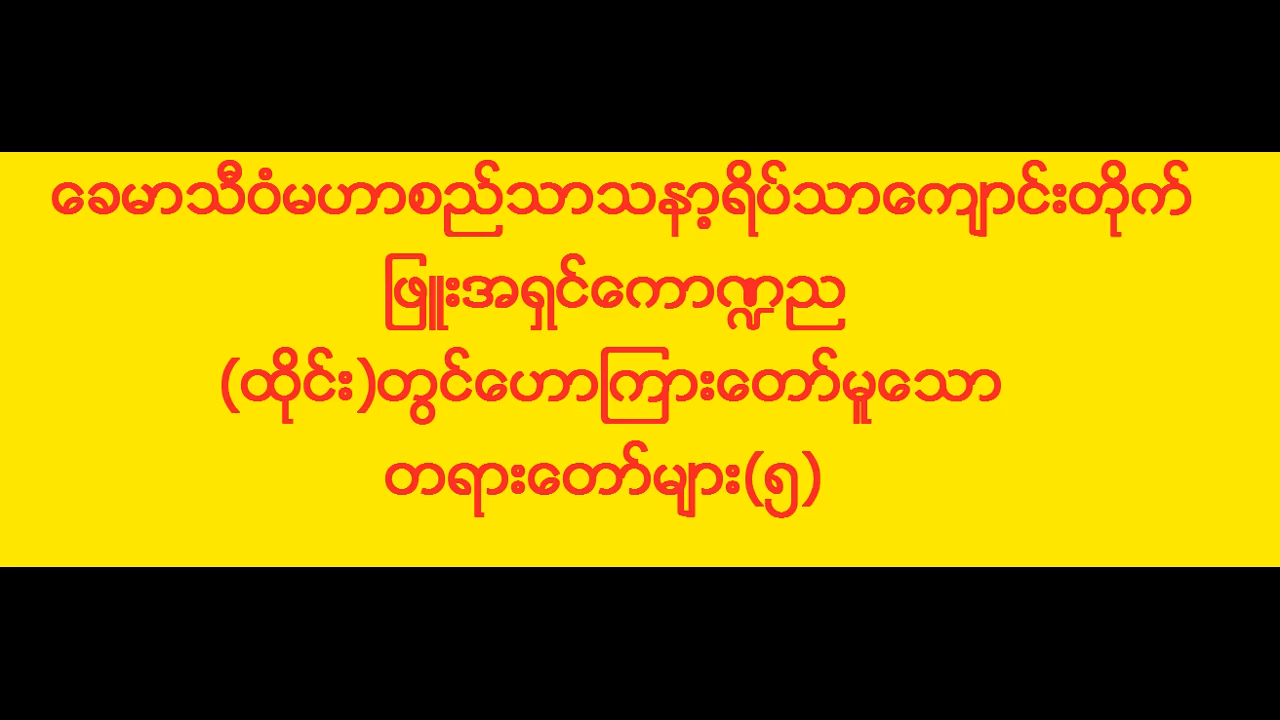 ခေမာသီဝံမဟာစည်သာသနာ့ရိပ်သာကျောင်းတိုက်
ဖြူးအရှင်ကောဏ္ဍည
(ထိုင်း)တွင်ဟောကြားတော်မူသော
တရားတော်များ(၅)